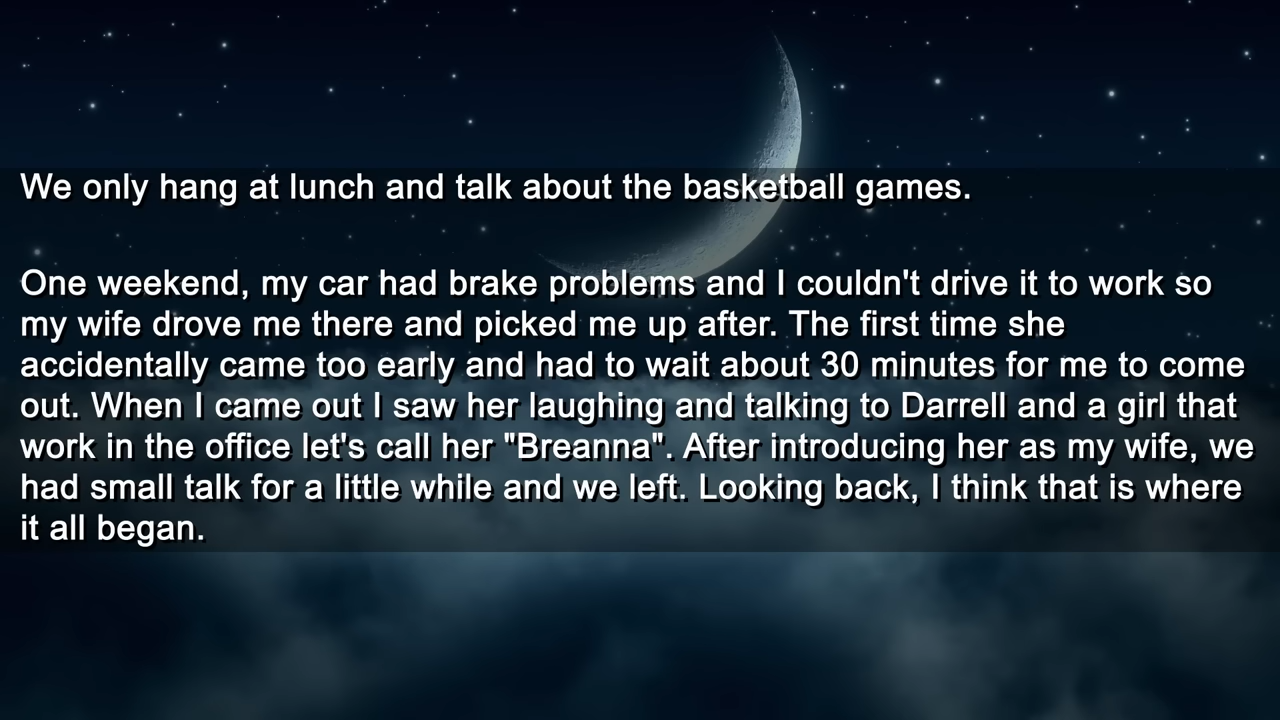 We only hang at lunch and talk about the basketball games.
One weekend, my car had brake problems and I couldn't drive it to work so
my wife drove me there and picked me up after. The first time she
accidentally came too early and had to wait about 30 minutes for me to come
out. When I came out I saw her laughing and talking to Darrell and a girl that
work in the office let's call her "Breanna". After introducing her as my wife, we
had small talk for a little while and we left. Looking back, I think that is where
it all began.